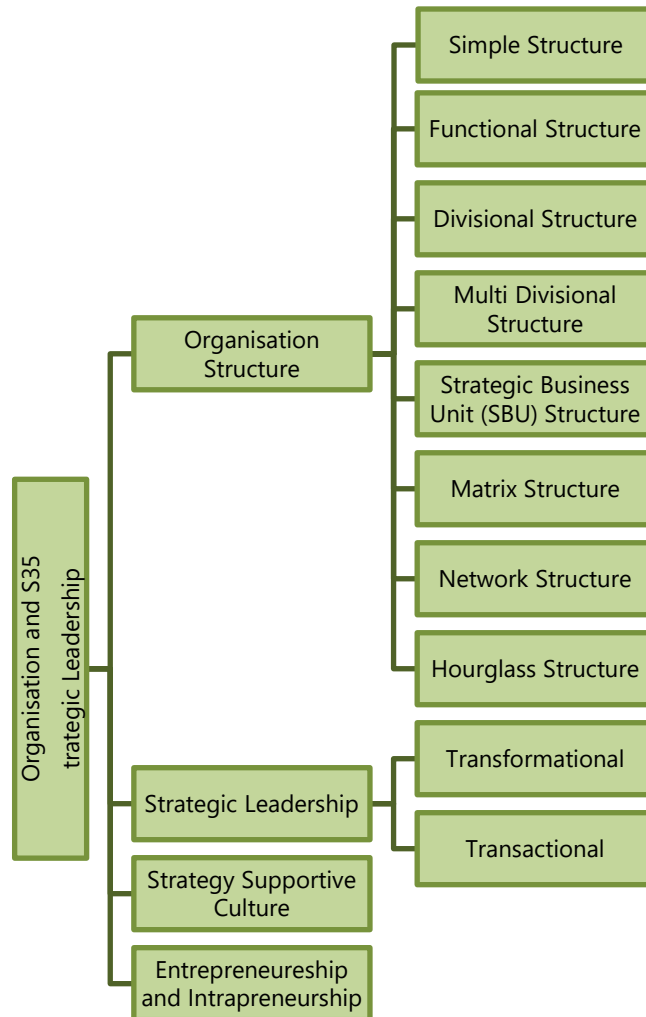 Organisation and S35
trategic Leadership
Organisation
Structure
Simple Structure
Functional Structure
Divisional Structure
Multi Divisional
Structure
Strategic Business
Unit (SBU) Structure
Matrix Structure
Network Structure
Hourglass Structure
Strategic Leadership
Transformational
Transactional
Strategy Supportive
Culture
Entrepreneureship
and Intrapreneurship